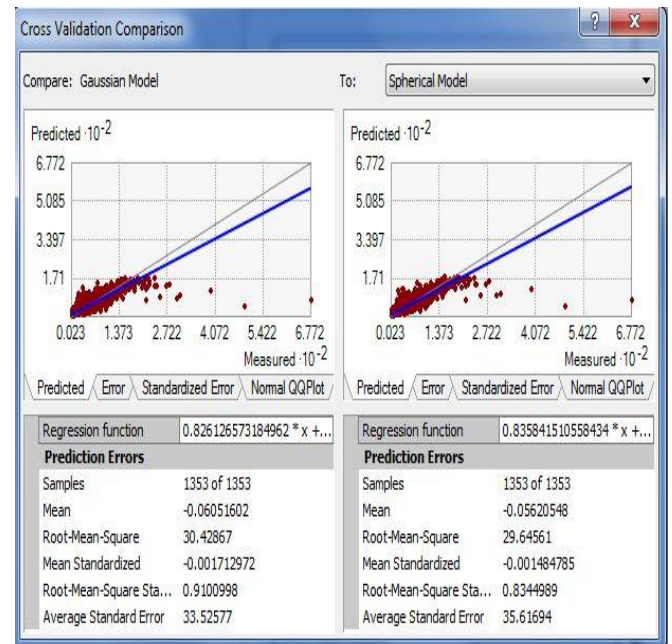 Cross Validation Comparison
Compare: Gaussian Model
To: Spherical Model
Predicted ·10-2
6.772
5.085
3.397
1.71
0.023 1.373 2.722 4.072 5.422 6.772
Measured ·10-2
Predicted Error Standardized Error Normal QQPlot
Regression function 0.826126573184962 * x +...
Prediction Errors
Samples 1353 of 1353
Mean -0.06051602
Root-Mean-Square 30.42867
Mean Standardized -0.001712972
Root-Mean-Square Sta... 0.9100998
Average Standard Error 33.52577
Predicted ·10-2
6.772
5.085
3.397
1.71
0.023 1.373 2.722 4.072 5.422 6.772
Measured ·10-2
Predicted Error Standardized Error Normal QQPlot
Regression function 0.835841510558434 * x +...
Prediction Errors
Samples 1353 of 1353
Mean -0.05620548
Root-Mean-Square 29.64561
Mean Standardized -0.001484785
Root-Mean-Square Sta... 0.8344989
Average Standard Error 35.61694